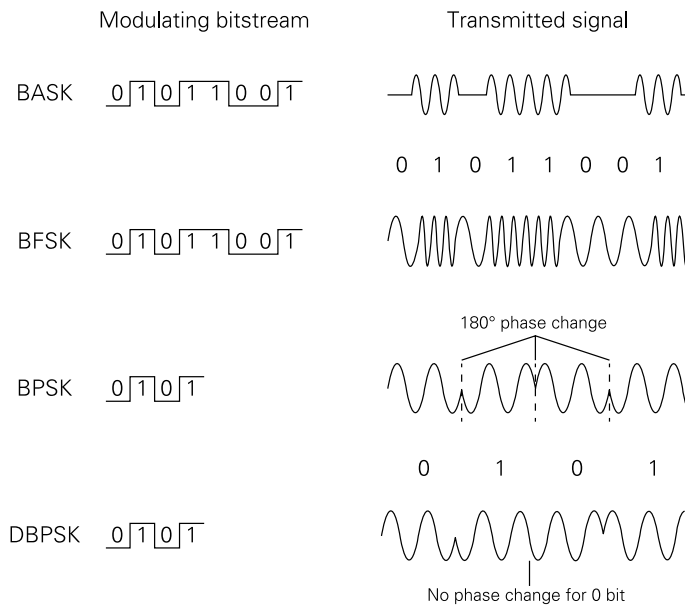 Modulating bitstream Transmitted signal
BASK 0 1 0 1 1 0 0 1
0 1 0 1 1 0 0 1
BFSK 0 1 0 1 1 0 0 1
180° phase change
BPSK 0 1 0 1
0 1 0 1
DBPSK 0 1 0 1
No phase change for 0 bit